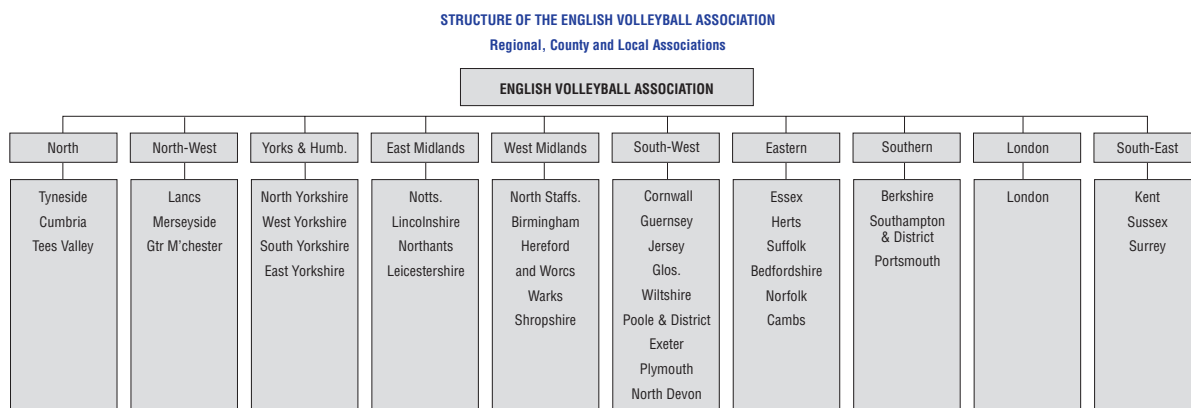 STRUCTURE OF THE ENGLISH VOLLEYBALL ASSOCIATION
Regional, County and Local Associations
ENGLISH VOLLEYBALL ASSOCIATION
North
North-West
Yorks & Humb.
East Midlands
West Midlands
South-West
Eastern
Southern
London
South-East
Tyneside
Cumbria
Tees Valley
Lancs
Merseyside
Gtr M'chester
North Yorkshire
West Yorkshire
South Yorkshire
East Yorkshire
Notts.
Lincolnshire
Northants
Leicestershire
North Staffs.
Birmingham
Hereford
and Worcs
Warks
Shropshire
Cornwall
Guernsey
Jersey
Glos.
Wiltshire
Poole & District
Exeter
Plymouth
North Devon
Essex
Herts
Suffolk
Bedfordshire
Norfolk
Cambs
Berkshire
Southampton
& District
Portsmouth
London
Kent
Sussex
Surrey